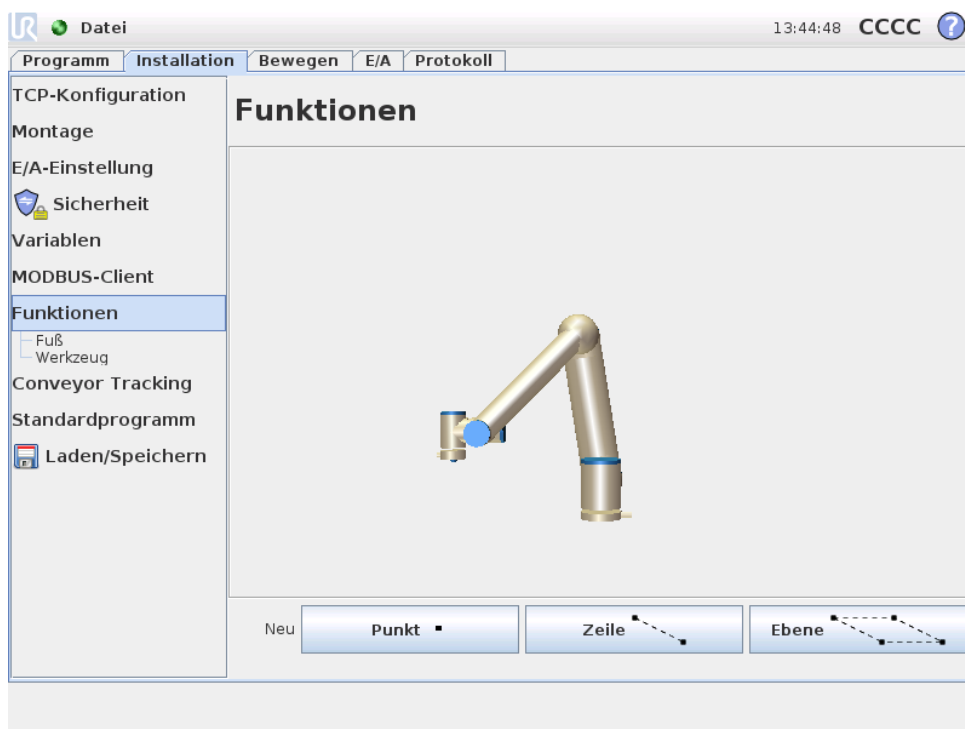 UR Datei 13:44:48 CCCC ?
Programm Installation Bewegen E/A Protokoll
TCP-Konfiguration
Funktionen
Montage
E/A-Einstellung
Sicherheit
Variablen
MODBUS-Client
Funktionen
Fuß
Werkzeug
Conveyor Tracking
Standardprogramm
Laden/Speichern
Neu Punkt Zeile Ebene